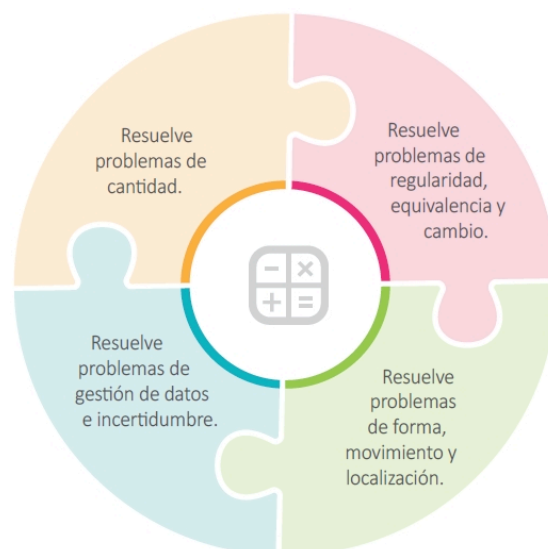 Resuelve
problemas de
cantidad.
Resuelve
problemas de
regularidad,
equivalencia y
cambio.
Resuelve
problemas de
gestión de datos
e incertidumbre.
Resuelve
problemas
de forma,
movimiento y
localización.